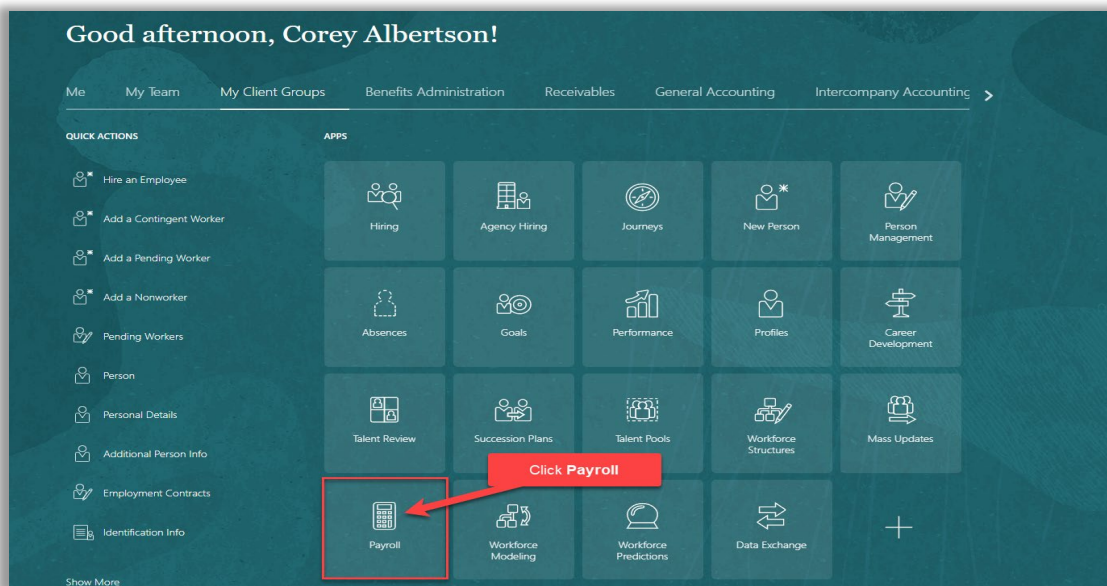 Good afternoon, Corey Albertson!
Me My Team My Client Groups Benefits Administration Receivables General Accounting Intercompany Accounting
QUICK ACTIONS
Hire an Employee
Add a Contingent Worker
Add a Pending Worker
Add a Nonworker
Pending Workers
Person
Personal Details
Additional Person Info
Employment Contracts
Identification Info
Show More
APPS
Hiring
Agency Hiring
Journeys
New Person
Person
Management
Absences
Goals
Performance
Profiles
Career
Development
Talent Review
Succession Plans
Talent Pools
Workforce
Structures
Mass Updates
Click Payroll
Payroll
Workforce
Modeling
Workforce
Predictions
Data Exchange